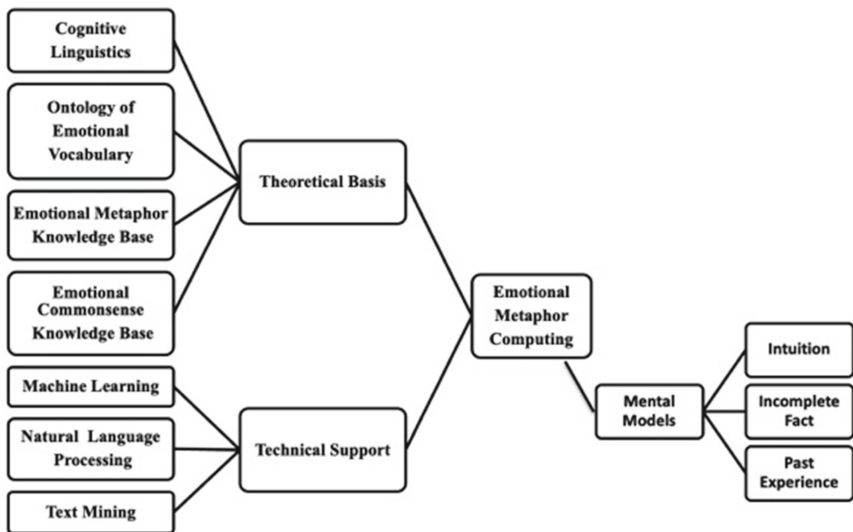 Cognitive
Linguistics
Ontology of
Emotional
Vocabulary
Emotional Metaphor
Knowledge Base
Emotional
Commonsense
Knowledge Base
Machine Learning
Natural Language
Processing
Text Mining
Theoretical Basis
Technical Support
Emotional
Metaphor
Computing
Mental
Models
Intuition
Incomplete
Fact
Past
Experience